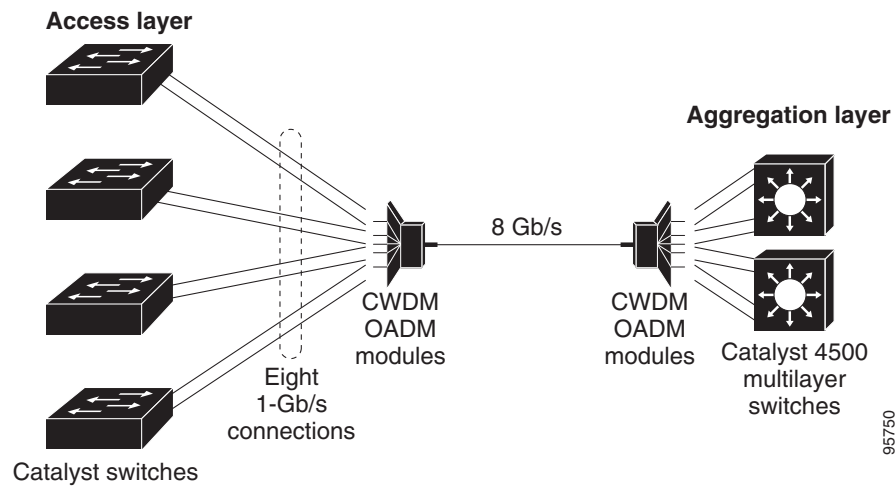 Access layer
Aggregation layer
8 Gb/s
CWDM
OADM
modules
CWDM
OADM
modules
Catalyst 4500
multilayer
switches
Eight
1-Gb/s
connections
Catalyst switches
95750